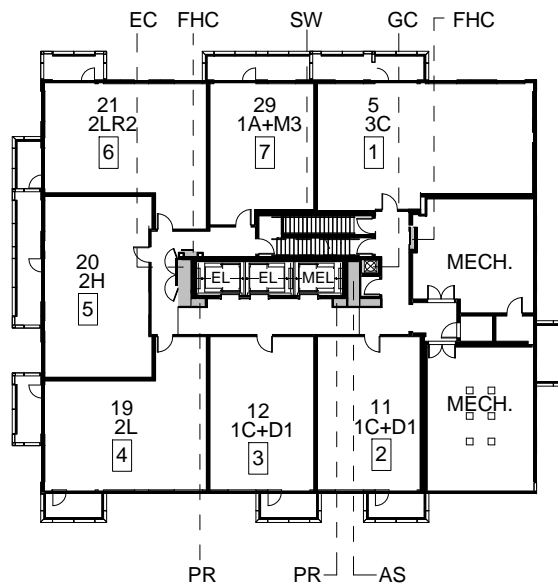 EC FHC SW GC FHC
21
2LR2
6
29
1A+M3
7
5
3C
1
20
2H
5
EL EL MEL
MECH.
19
2L
4
12
1C+D1
3
11
1C+D1
2
MECH.
PR PR AS